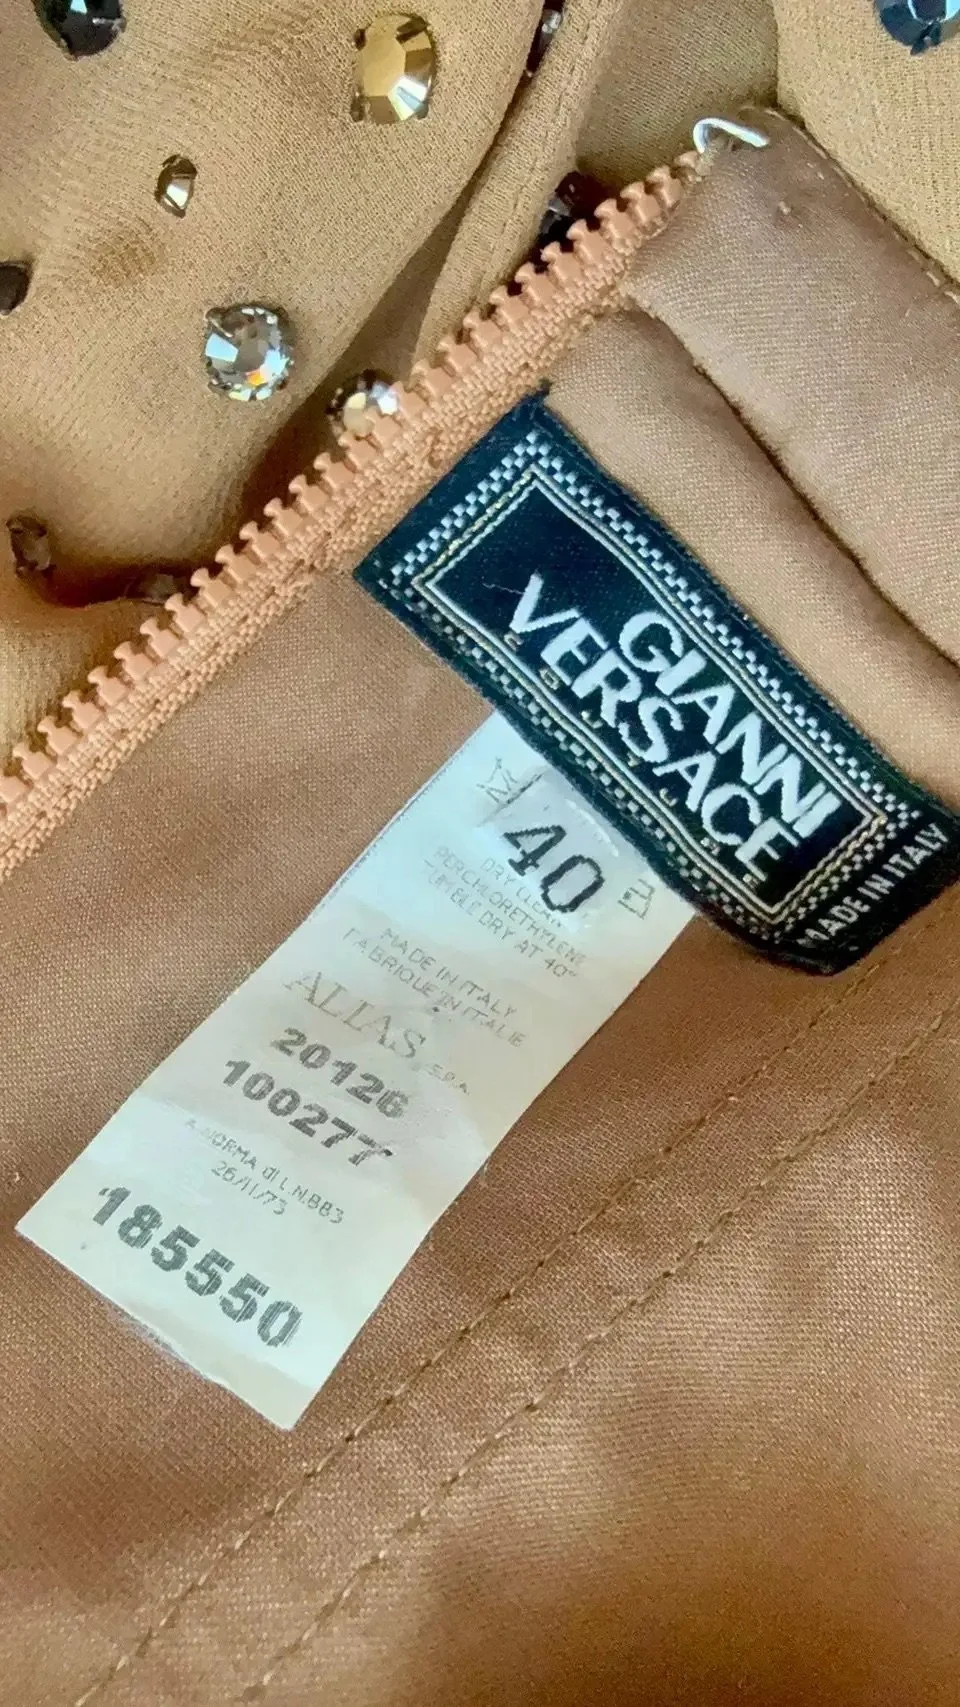 GIANNI
VERSACE
MADE IN ITALY
40
DRY CLEAN
PERCHLORETHYLENE
DRY AT 40°
MADE IN ITALY
FABRIQUE IN ITALIE
ALIAS S.P.A.
20126
100277
A NORMA di L.N.883
26/11/73
185550